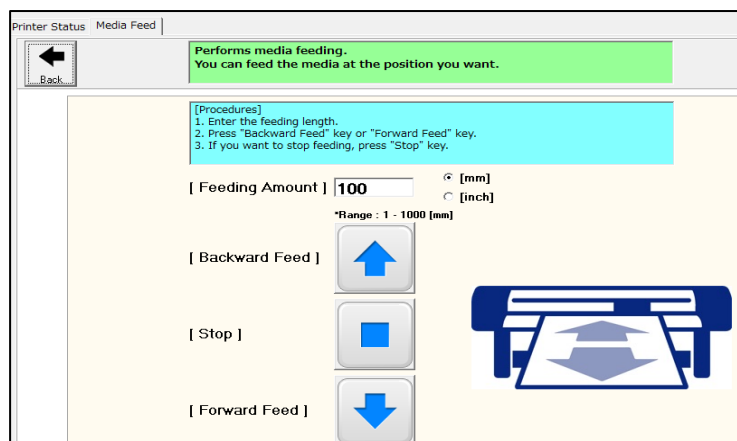 Printer Status Media Feed
Back
Performs media feeding.
You can feed the media at the position you want.
[Procedures]
1. Enter the feeding length.
2. Press "Backward Feed" key or "Forward Feed" key.
3. If you want to stop feeding, press "Stop" key.
[ Feeding Amount ] 100 [mm]
[inch]
*Range : 1 - 1000 [mm]
[ Backward Feed ]
[ Stop ]
[ Forward Feed ]